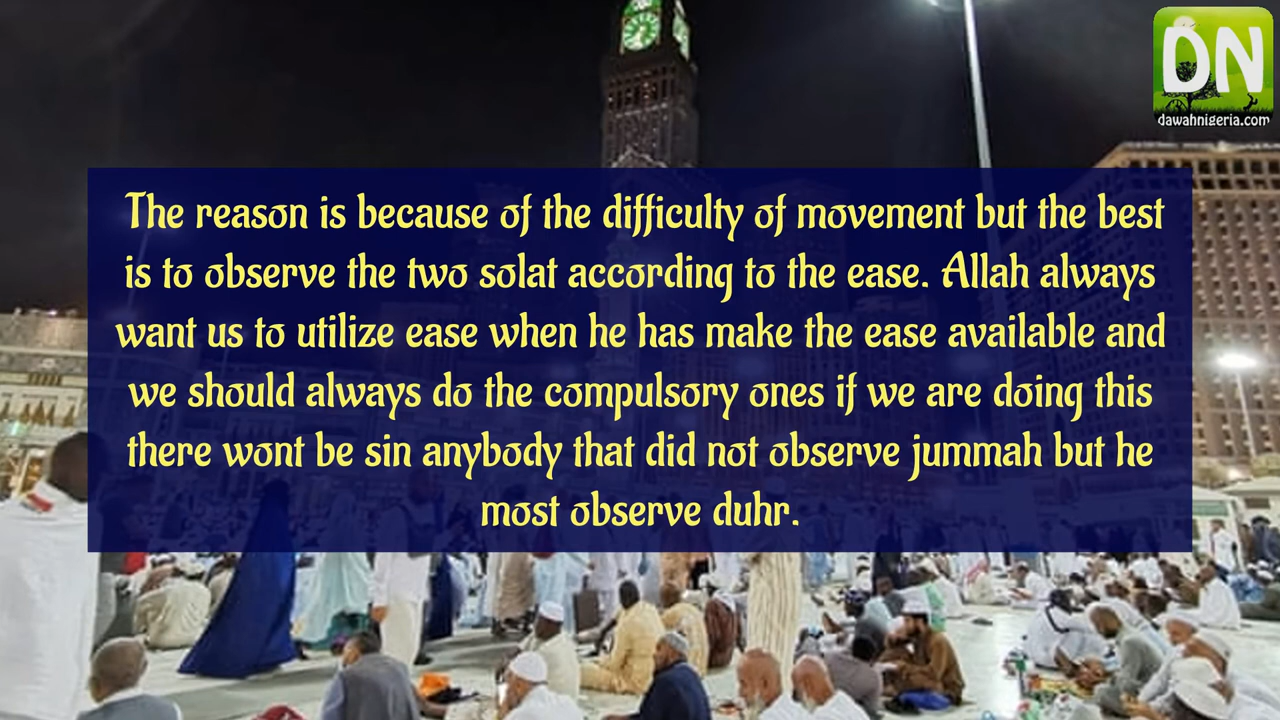 DN
dawahnigeria.com
The reason is because of the difficulty of movement but the best
is to observe the two solat according to the ease. Allah always
want us to utilize ease when he has make the ease available and
we should always do the compulsory ones if we are doing this
there wont be sin anybody that did not observe jummah but he
most observe duhr.